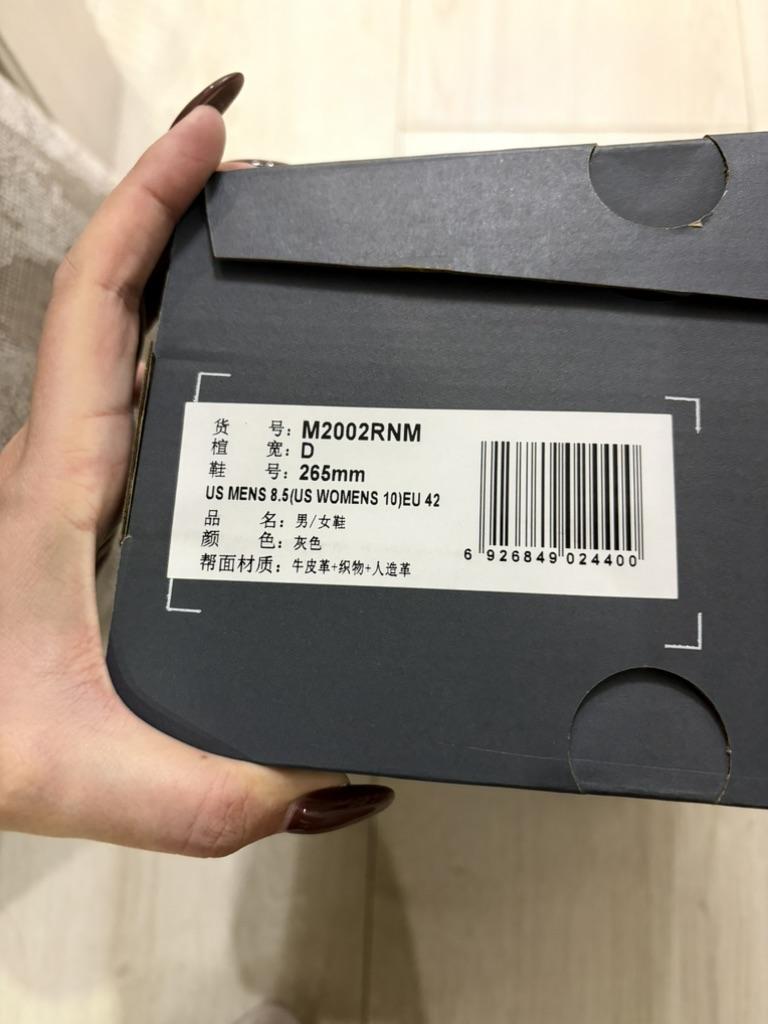 货 号：M2002RNM
楦 宽：D
鞋 号：265mm
US MENS 8.5(US WOMENS 10)EU 42
品 名：男/女鞋
颜 色：灰色
帮面材质：牛皮革+织物+人造革
6 926849 024400